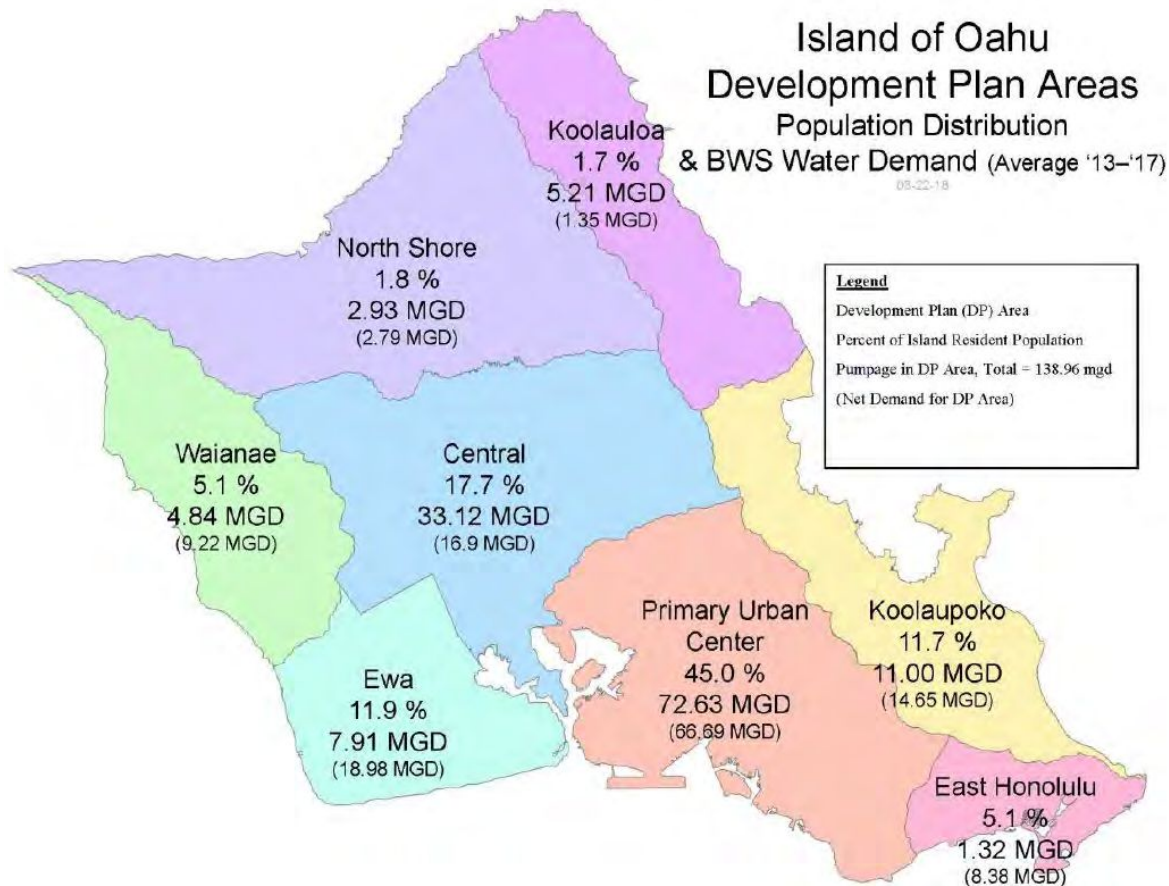 Island of Oahu
Development Plan Areas
Population Distribution
& BWS Water Demand (Average '13–'17)
03-22-18
Koolauloa
1.7 %
5.21 MGD
(1.35 MGD)
North Shore
1.8 %
2.93 MGD
(2.79 MGD)
Legend
Development Plan (DP) Area
Percent of Island Resident Population
Pumpage in DP Area, Total = 138.96 mgd
(Net Demand for DP Area)
Waianae
5.1 %
4.84 MGD
(9.22 MGD)
Central
17.7 %
33.12 MGD
(16.9 MGD)
Primary Urban
Center
45.0 %
72.63 MGD
(66.69 MGD)
Koolaupoko
11.7 %
11.00 MGD
(14.65 MGD)
Ewa
11.9 %
7.91 MGD
(18.98 MGD)
East Honolulu
5.1 %
1.32 MGD
(8.38 MGD)